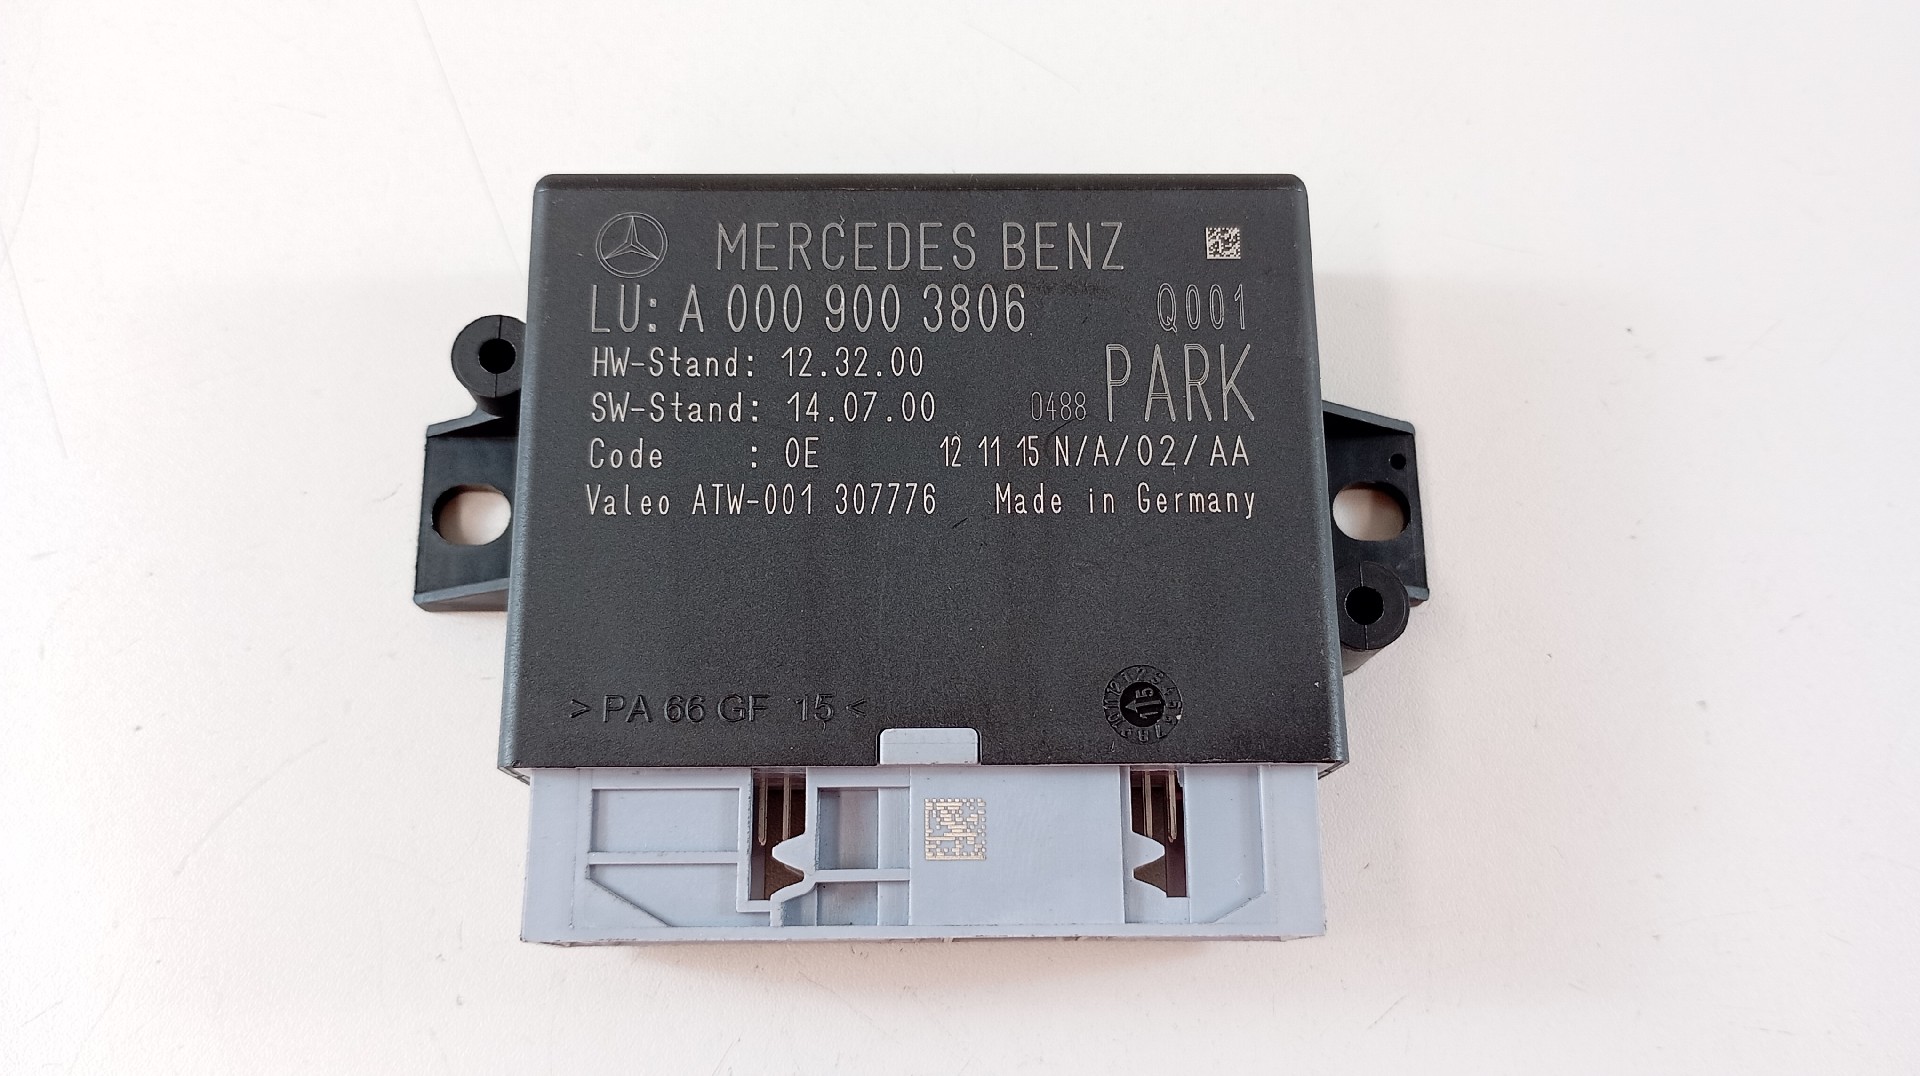 MERCEDES BENZ
LU: A 000 900 3806 Q001
HW-Stand: 12.32.00
PARK
SW-Stand: 14.07.00 0488
Code : 0E 12 11 15 N/A/02/AA
Valeo ATW-001 307776 Made in Germany
> PA 66 GF 15 <
15